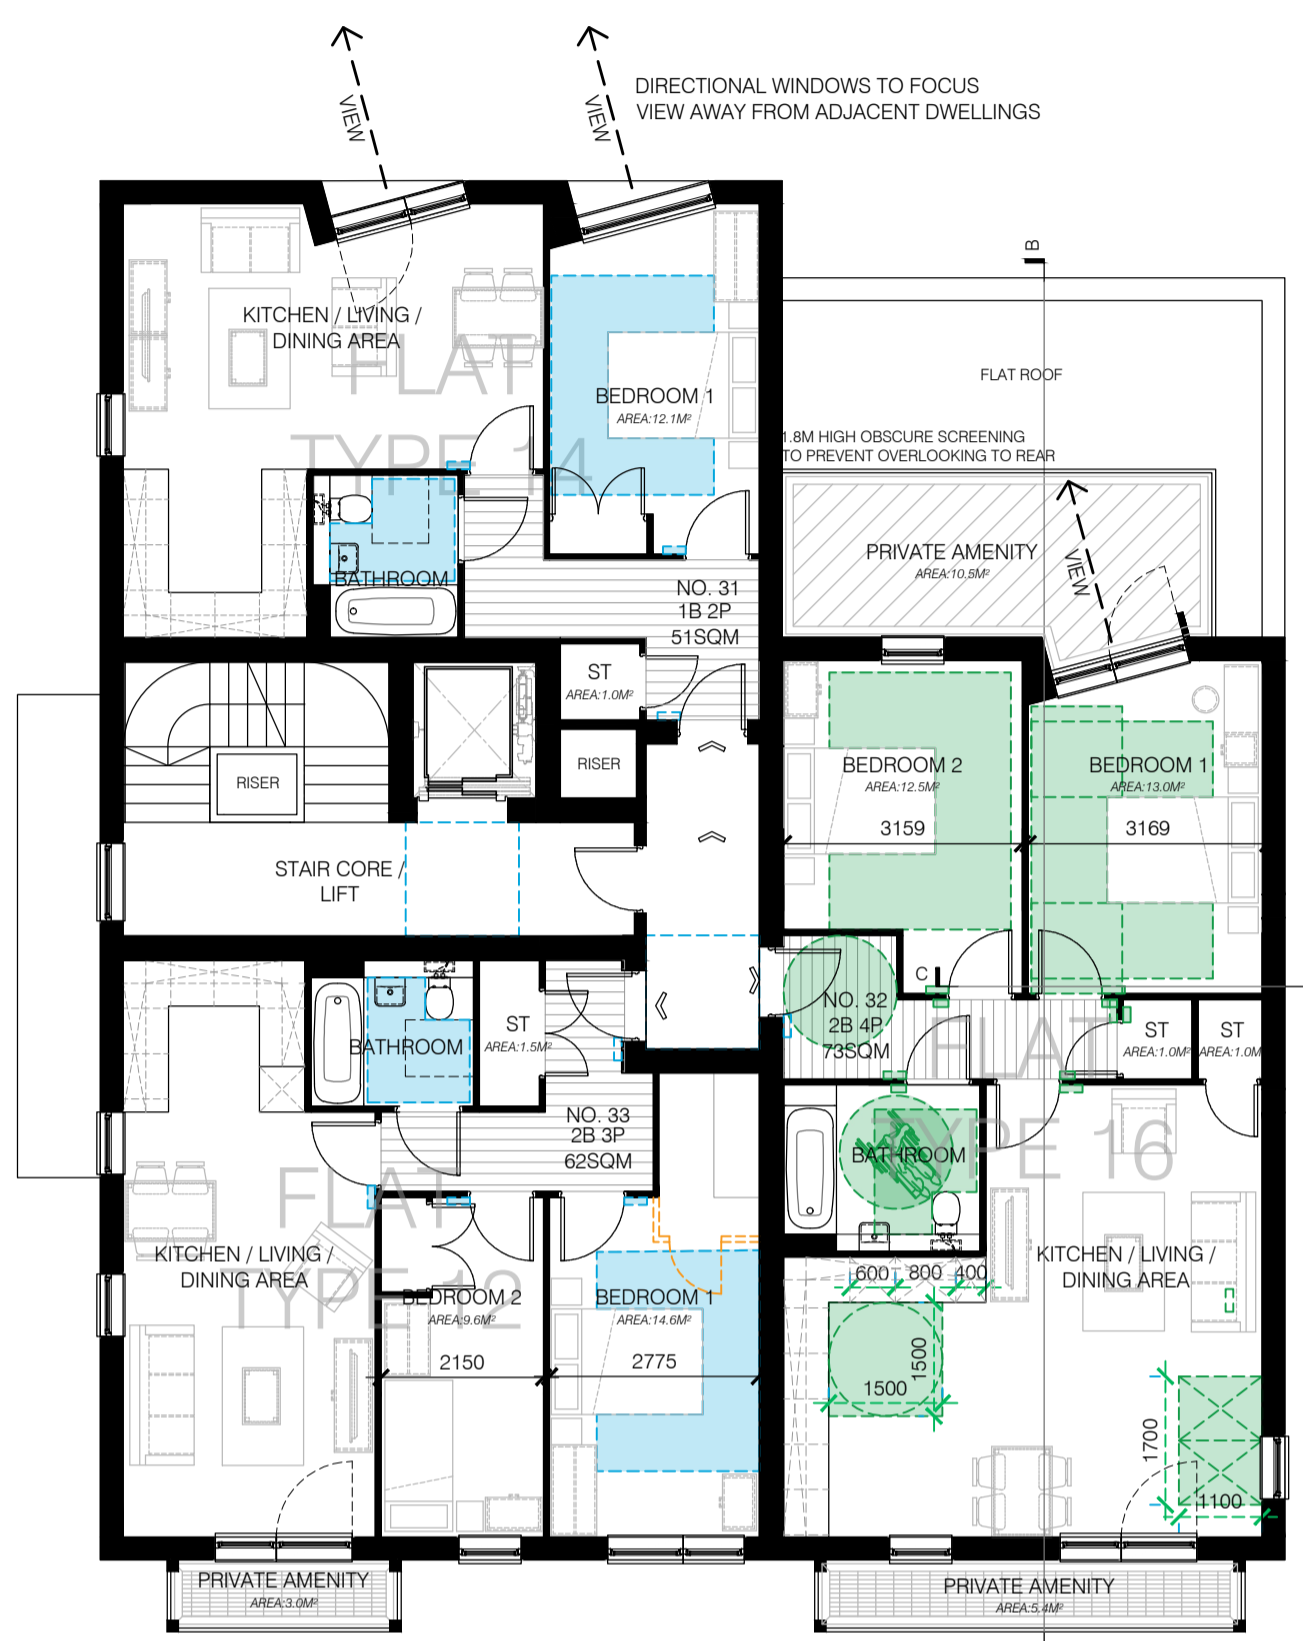 VIEW
VIEW
DIRECTIONAL WINDOWS TO FOCUS
VIEW AWAY FROM ADJACENT DWELLINGS
B
KITCHEN / LIVING /
DINING AREA
FLAT
TYPE 14
BEDROOM 1
AREA:12.1M²
FLAT ROOF
1.8M HIGH OBSCURE SCREENING
TO PREVENT OVERLOOKING TO REAR
PRIVATE AMENITY
AREA:10.5M²
VIEW
BATHROOM
NO. 31
1B 2P
51SQM
ST
AREA:1.0M²
RISER
RISER
STAIR CORE /
LIFT
BEDROOM 2
AREA:12.5M²
3159
BEDROOM 1
AREA:13.0M²
3169
C
NO. 32
2B 4P
73SQM
FLAT
TYPE 16
ST
AREA:1.0M²
ST
AREA:1.0M
BATHROOM
ST
AREA:1.5M²
BATHROOM
NO. 33
2B 3P
62SQM
FLAT
TYPE 12
KITCHEN / LIVING /
DINING AREA
BEDROOM 2
AREA:9.6M²
2150
BEDROOM 1
AREA:14.6M²
2775
KITCHEN / LIVING /
DINING AREA
600
800
400
1500
1500
1700
1100
PRIVATE AMENITY
AREA:3.0M²
PRIVATE AMENITY
AREA:5.4M²